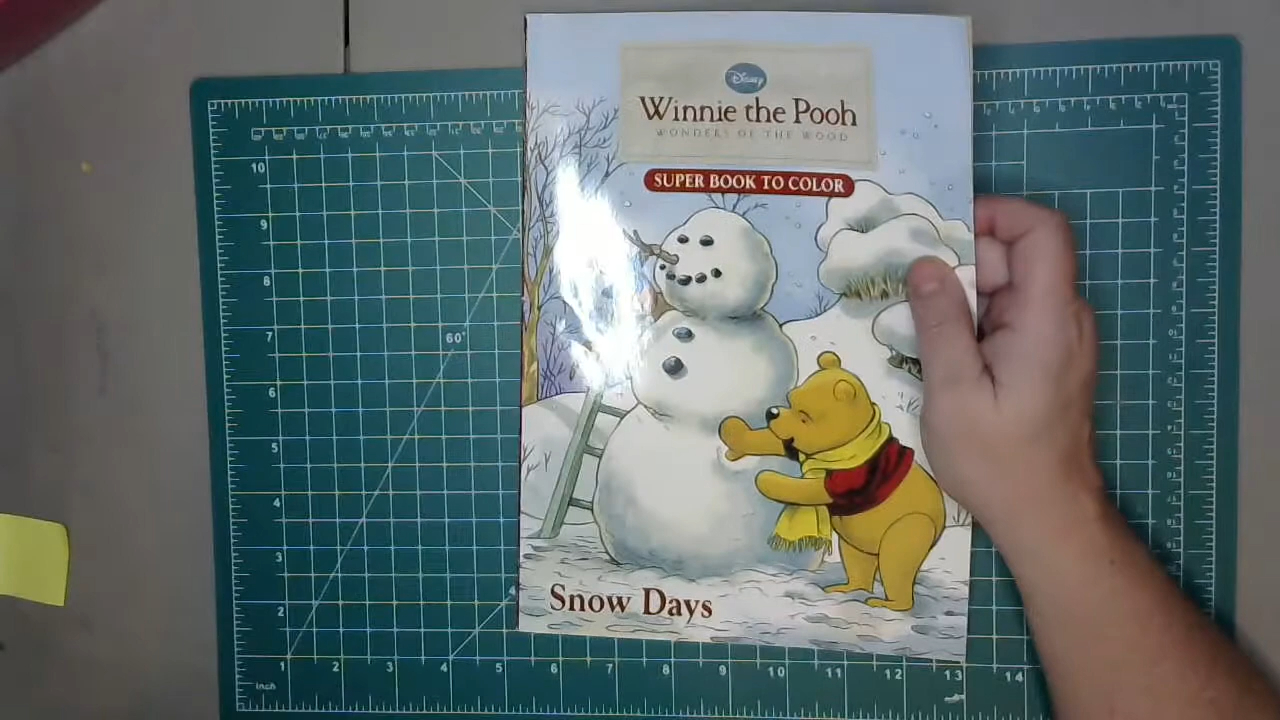 Disney
Winnie the Pooh
WONDERS OF THE WOOD
SUPER BOOK TO COLOR
Snow Days
10
9
8
7
6
5
4
3
2
60°
1 2 3 4 5 6 7 8 9 10 11 12 13 14
inch